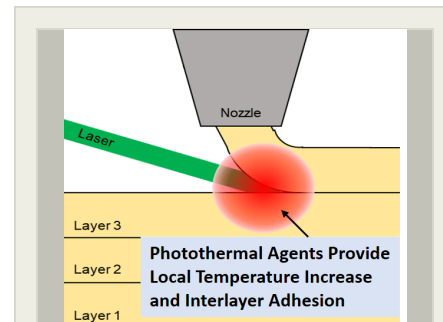 Nozzle
Laser
Layer 3
Photothermal Agents Provide
Local Temperature Increase
and Interlayer Adhesion
Layer 2
Layer 1